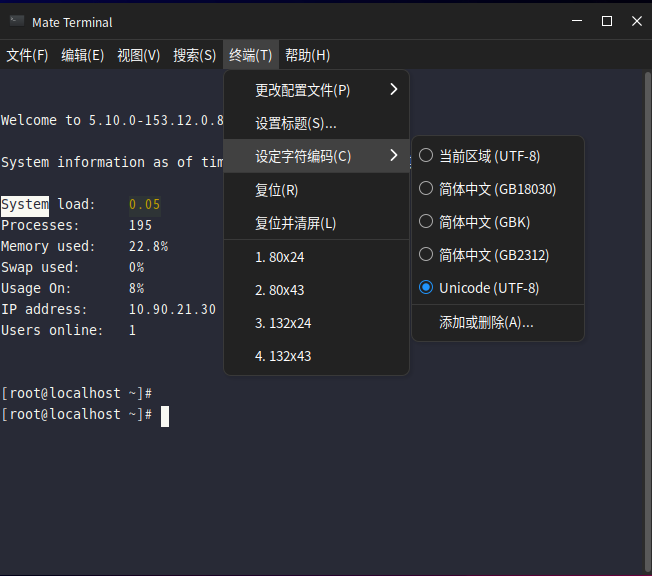 Mate Terminal
文件(F) 编辑(E) 视图(V) 搜索(S) 终端(T) 帮助(H)
更改配置文件(P)
设置标题(S)...
设定字符编码(C)
复位(R)
复位并清屏(L)
1. 80x24
2. 80x43
3. 132x24
4. 132x43
当前区域 (UTF-8)
简体中文 (GB18030)
简体中文 (GBK)
简体中文 (GB2312)
Unicode (UTF-8)
添加或删除(A)...
Welcome to 5.10.0-153.12.0.8
System information as of tim
System load: 0.05
Processes: 195
Memory used: 22.8%
Swap used: 0%
Usage On: 8%
IP address: 10.90.21.30
Users online: 1
[root@localhost ~]#
[root@localhost ~]#